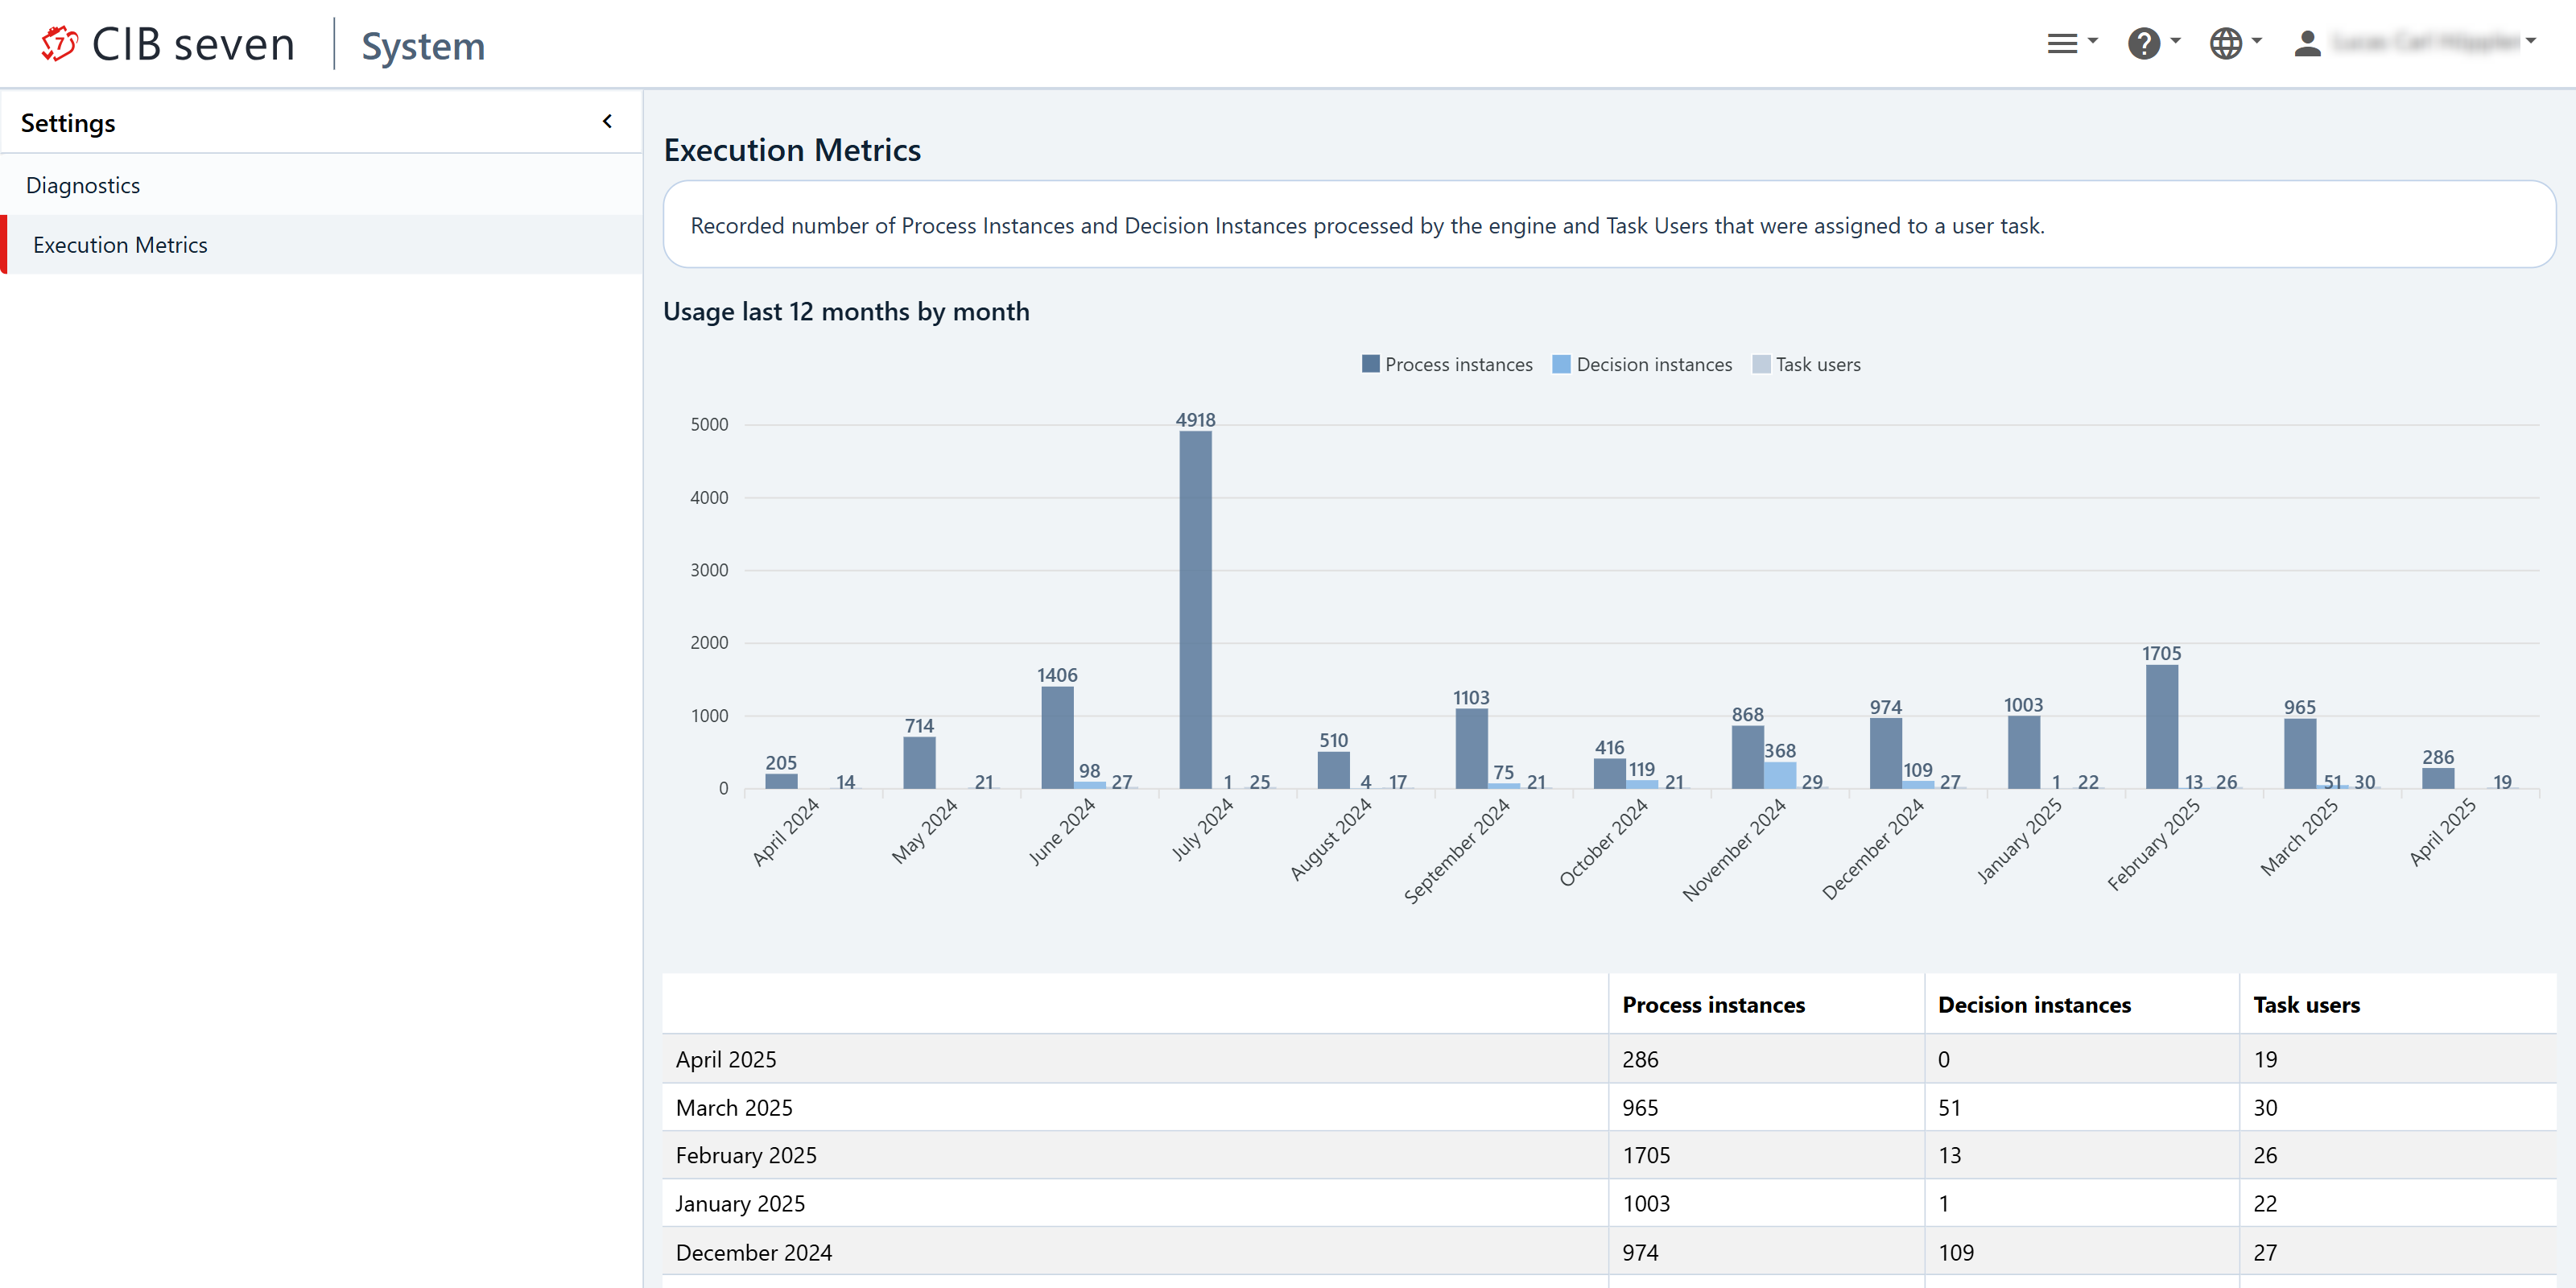 CIB seven
System
Settings
Diagnostics
Execution Metrics
Execution Metrics
Recorded number of Process Instances and Decision Instances processed by the engine and Task Users that were assigned to a user task.
Usage last 12 months by month
Process instances Decision instances Task users
5000
4000
3000
2000
1000
0
205 14
714 21
1406 98 27
4918 1 25
510 4 17
1103 75 21
416 119 21
868 368 29
974 109 27
1003 1 22
1705 13 26
965 51 30
286 19
April 2024
May 2024
June 2024
July 2024
August 2024
September 2024
October 2024
November 2024
December 2024
January 2025
February 2025
March 2025
April 2025
Process instances Decision instances Task users
April 2025 286 0 19
March 2025 965 51 30
February 2025 1705 13 26
January 2025 1003 1 22
December 2024 974 109 27